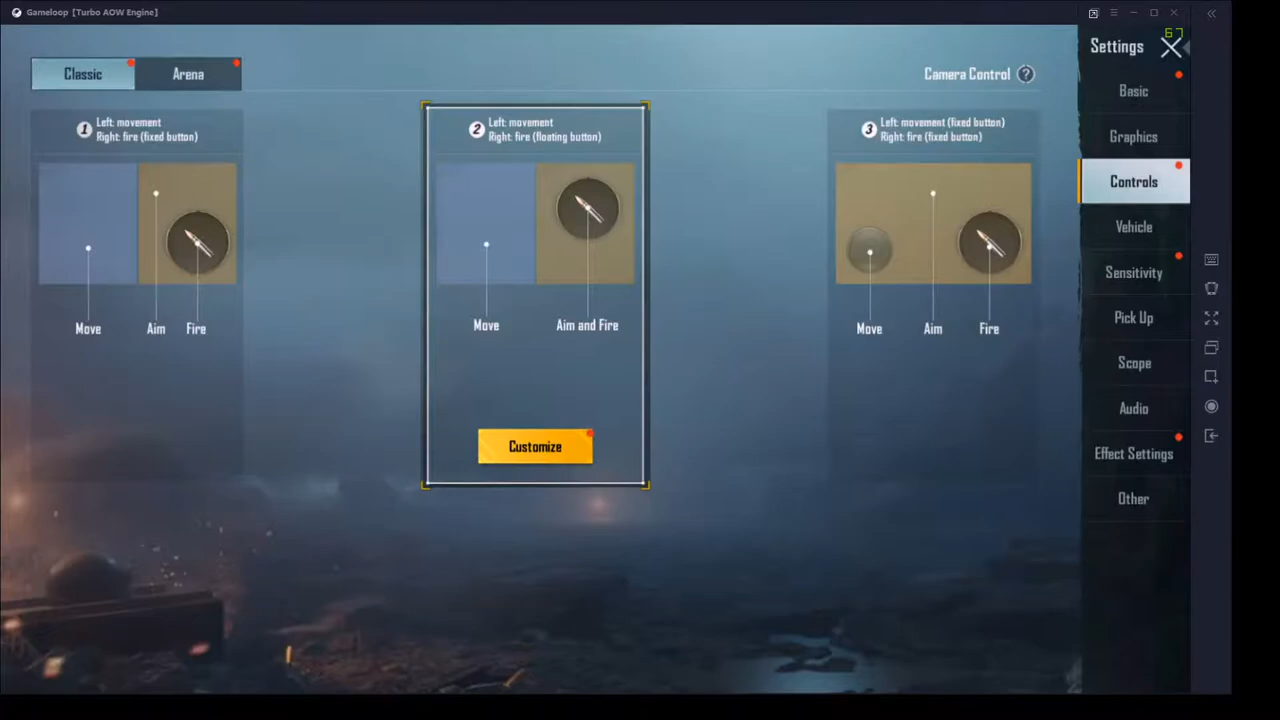 Gameloop [Turbo AOW Engine]
67
Settings
Classic
Arena
Camera Control ?
1 Left: movement
Right: fire (fixed button)
Move
Aim
Fire
2 Left: movement
Right: fire (floating button)
Move
Aim and Fire
Customize
3 Left: movement (fixed button)
Right: fire (fixed button)
Move
Aim
Fire
Basic
Graphics
Controls
Vehicle
Sensitivity
Pick Up
Scope
Audio
Effect Settings
Other